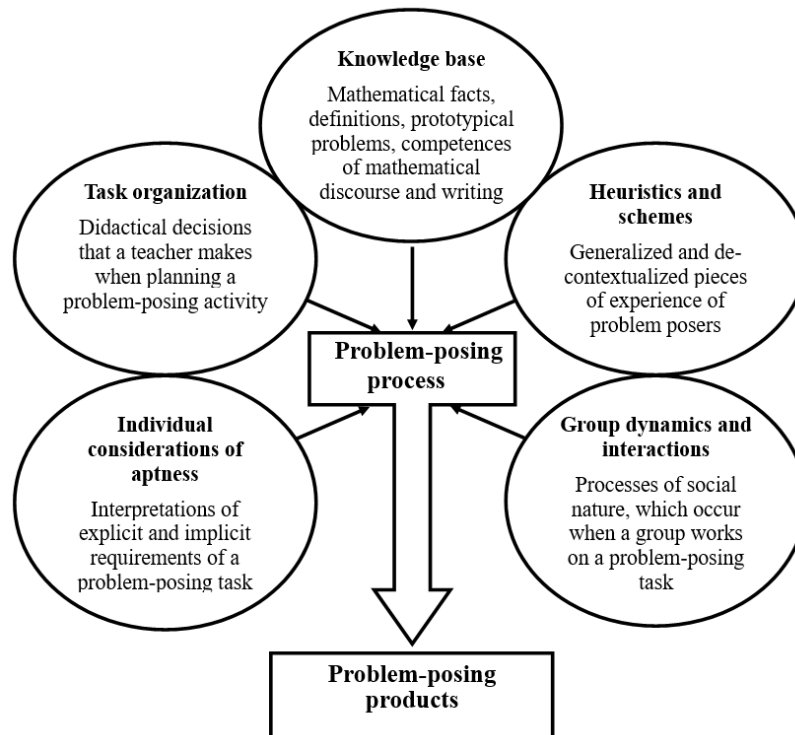 Knowledge base
Mathematical facts,
definitions, prototypical
problems, competences
of mathematical
discourse and writing
Task organization
Didactical decisions
that a teacher makes
when planning a
problem-posing activity
Heuristics and
schemes
Generalized and de-
contextualized pieces
of experience of
problem posers
Problem-posing
process
Individual
considerations of
aptness
Interpretations of
explicit and implicit
requirements of a
problem-posing task
Group dynamics and
interactions
Processes of social
nature, which occur
when a group works
on a problem-posing
task
Problem-posing
products